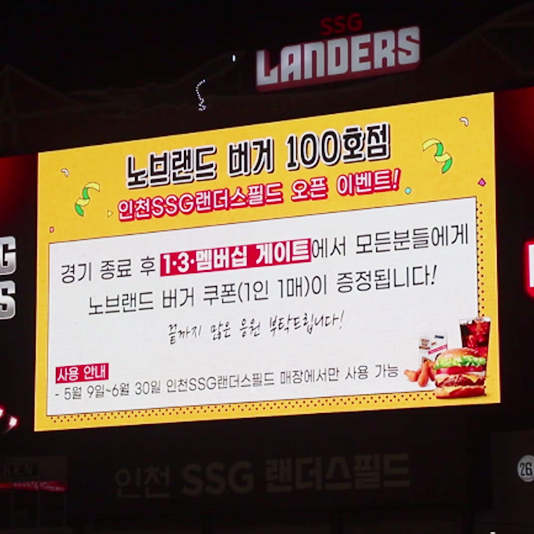 SSG
LANDERS
노브랜드 버거 100호점
인천SSG랜더스필드 오픈 이벤트!
경기 종료 후 1·3·멤버십 게이트에서 모든분들에게
노브랜드 버거 쿠폰(1인 1매)이 증정됩니다!
끝까지 많은 응원 부탁드립니다!
사용 안내
- 5월 9일~6월 30일 인천SSG랜더스필드 매장에서만 사용 가능
인천 SSG 랜더스필드